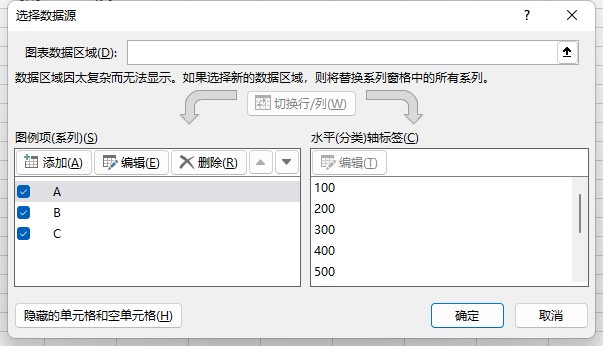 选择数据源
图表数据区域(D):
数据区域因太复杂而无法显示。如果选择新的数据区域，则将替换系列窗格中的所有系列。
切换行/列(W)
图例项(系列)(S)
水平(分类)轴标签(C)
添加(A) 编辑(E) 删除(R)
编辑(T)
A
B
C
100
200
300
400
500
隐藏的单元格和空单元格(H)
确定
取消